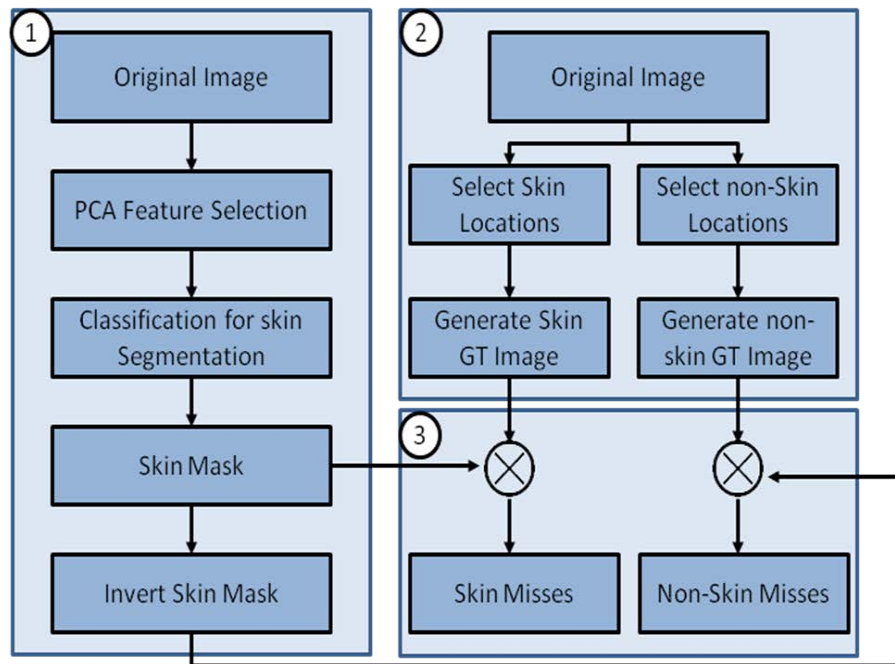 1
Original Image
PCA Feature Selection
Classification for skin
Segmentation
Skin Mask
Invert Skin Mask
2
Original Image
Select Skin
Locations
Select non-Skin
Locations
Generate Skin
GT Image
Generate non-
skin GT Image
3
Skin Misses
Non-Skin Misses